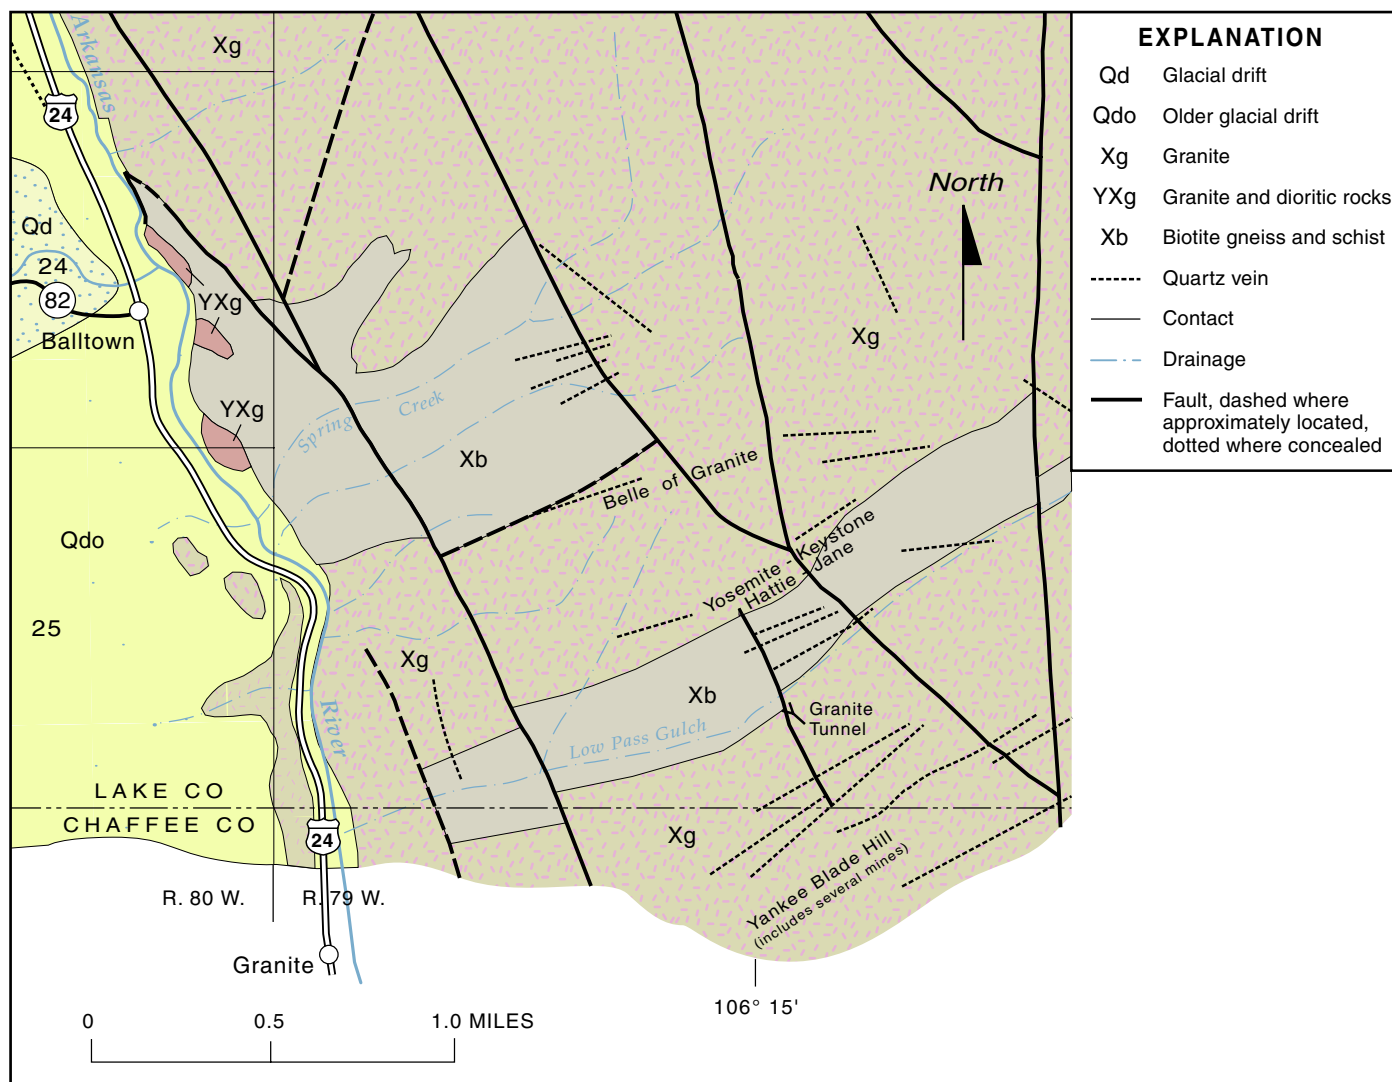 Arkansas
Xg
24
Qd
24
82
Balltown
YXg
YXg
Spring Creek
Xb
Xg
North
Belle of Granite
Yosemite - Keystone
Hattie - Jane
Qdo
25
Xg
Xb
Granite
Tunnel
Low Pass Gulch
River
LAKE CO
CHAFFEE CO
24
Xg
Yankee Blade Hill
(includes several mines)
R. 80 W.
R. 79 W.
Granite
106° 15'
0
0.5
1.0 MILES
EXPLANATION
Qd Glacial drift
Qdo Older glacial drift
Xg Granite
YXg Granite and dioritic rocks
Xb Biotite gneiss and schist
Quartz vein
Contact
Drainage
Fault, dashed where
approximately located,
dotted where concealed